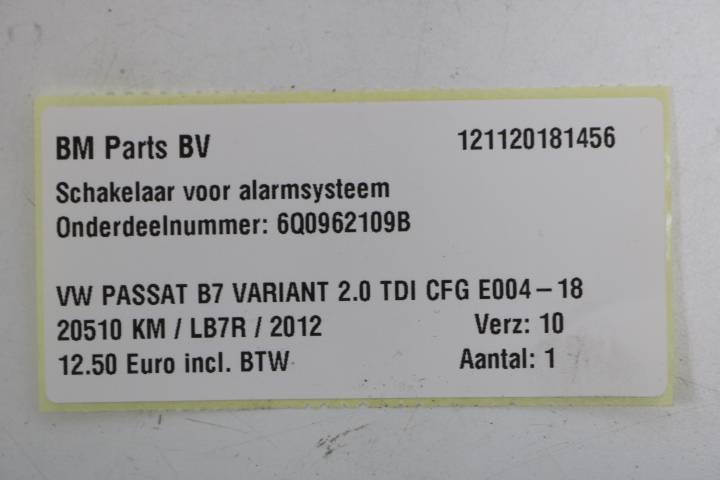 BM Parts BV 121120181456
Schakelaar voor alarmsysteem
Onderdeelnummer: 6Q0962109B
VW PASSAT B7 VARIANT 2.0 TDI CFG E004-18
20510 KM / LB7R / 2012 Verz: 10
12.50 Euro incl. BTW Aantal: 1